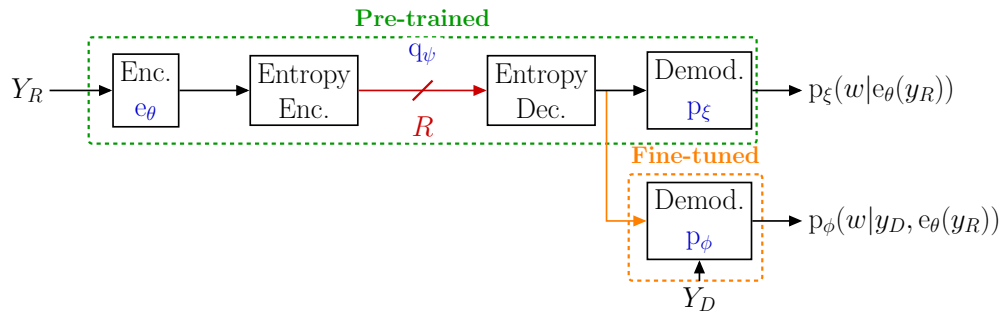 Pre-trained
Y_R
Enc.
e_θ
Entropy
Enc.
q_ψ
R
Entropy
Dec.
Demod.
p_ξ
p_ξ(w|e_θ(y_R))
Fine-tuned
Demod.
p_ϕ
p_ϕ(w|y_D, e_θ(y_R))
Y_D